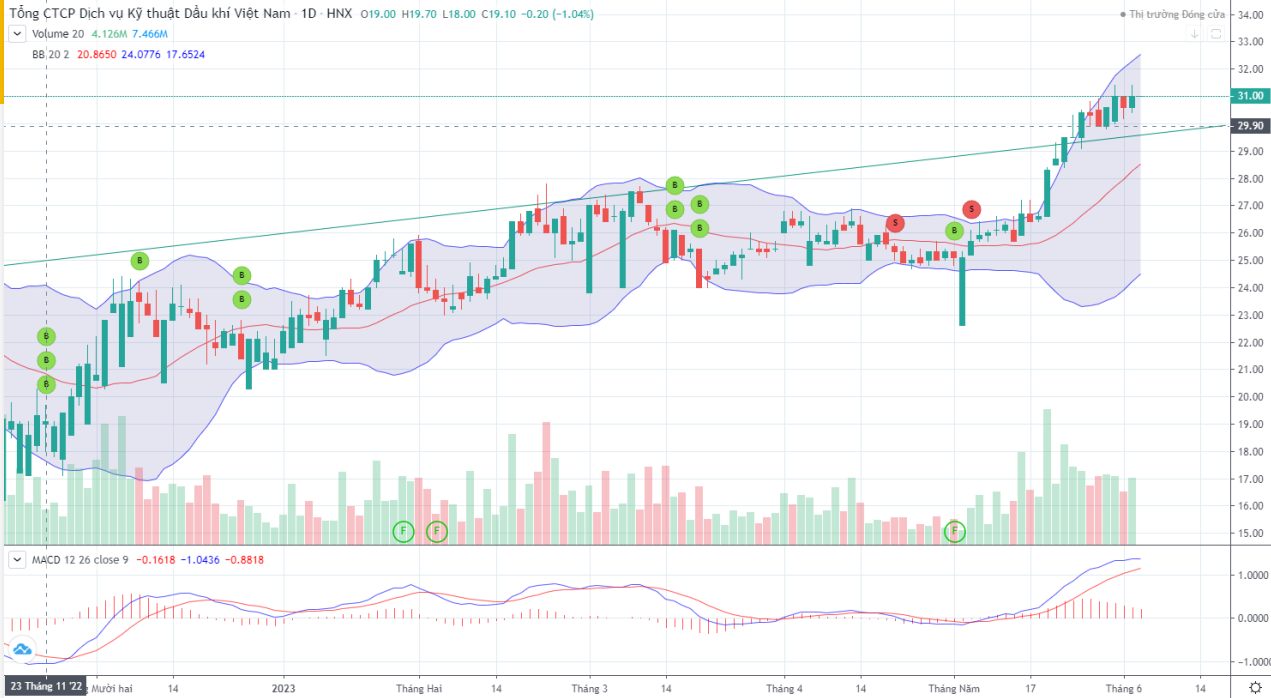 Tổng CTCP Dịch vụ Kỹ thuật Dầu khí Việt Nam · 1D · HNX O19.00 H19.70 L18.00 C19.10 −0.20 (−1.04%)
Thị trường Đóng cửa
Volume 20 4.126M 7.466M
BB 20 2 20.8650 24.0776 17.6524
34.00
33.00
32.00
31.00
29.90
29.00
28.00
27.00
26.00
25.00
24.00
23.00
22.00
21.00
20.00
19.00
18.00
17.00
16.00
15.00
B
B
B
B
B
B
B
B
B
B
S
B
S
F
F
F
MACD 12 26 close 9 −0.1618 −1.0436 −0.8818
1.0000
0.0000
−1.0000
23 Tháng 11 '22 Mười hai 14 2023 Tháng Hai 14 Tháng 3 14 Tháng 4 14 Tháng Năm 17 Tháng 6 14